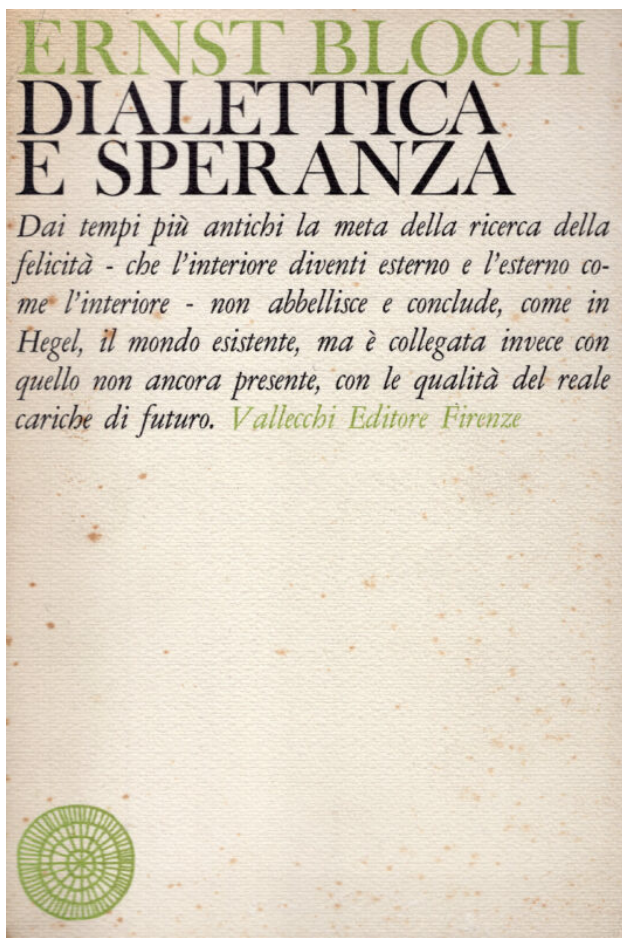 ERNST BLOCH
DIALETTICA
E SPERANZA
Dai tempi più antichi la meta della ricerca della
felicità - che l'interiore diventi esterno e l'esterno co-
me l'interiore - non abbellisce e conclude, come in
Hegel, il mondo esistente, ma è collegata invece con
quello non ancora presente, con le qualità del reale
cariche di futuro. Vallecchi Editore Firenze